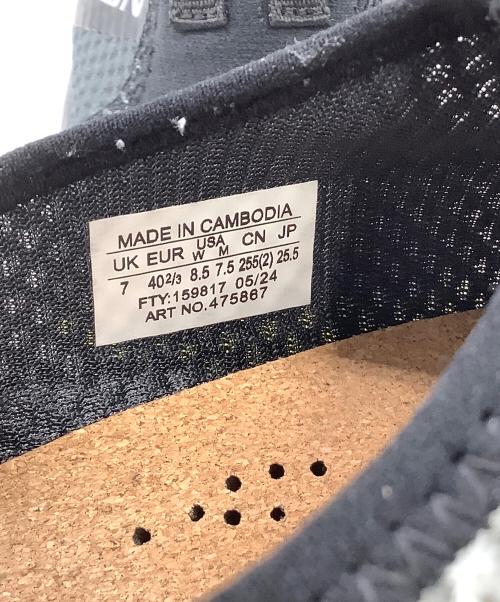 MADE IN CAMBODIA
UK EUR USA W M CN JP
7 40 2/3 8.5 7.5 255(2) 25.5
FTY:159817 05/24
ART NO.475867